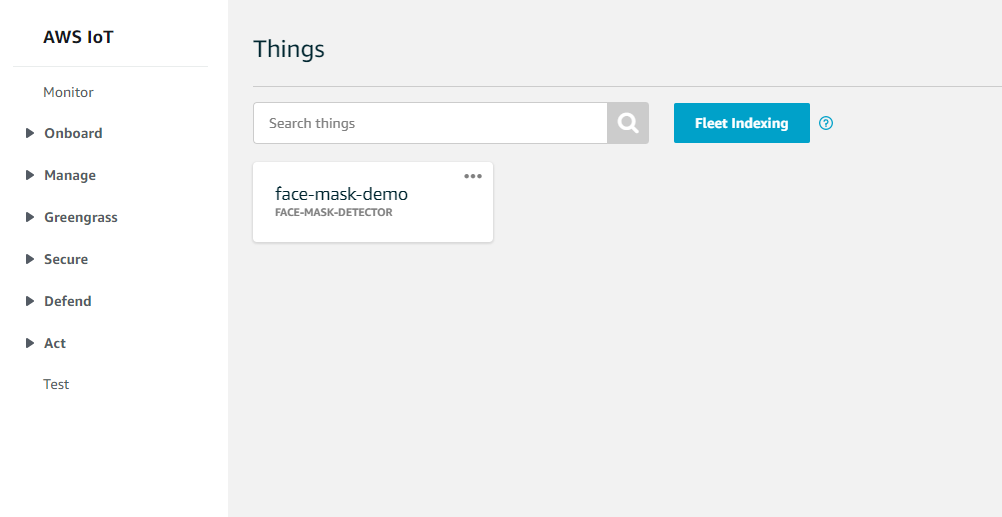 AWS IoT
Monitor
Onboard
Manage
Greengrass
Secure
Defend
Act
Test
Things
Search things
Fleet Indexing
?
face-mask-demo
FACE-MASK-DETECTOR